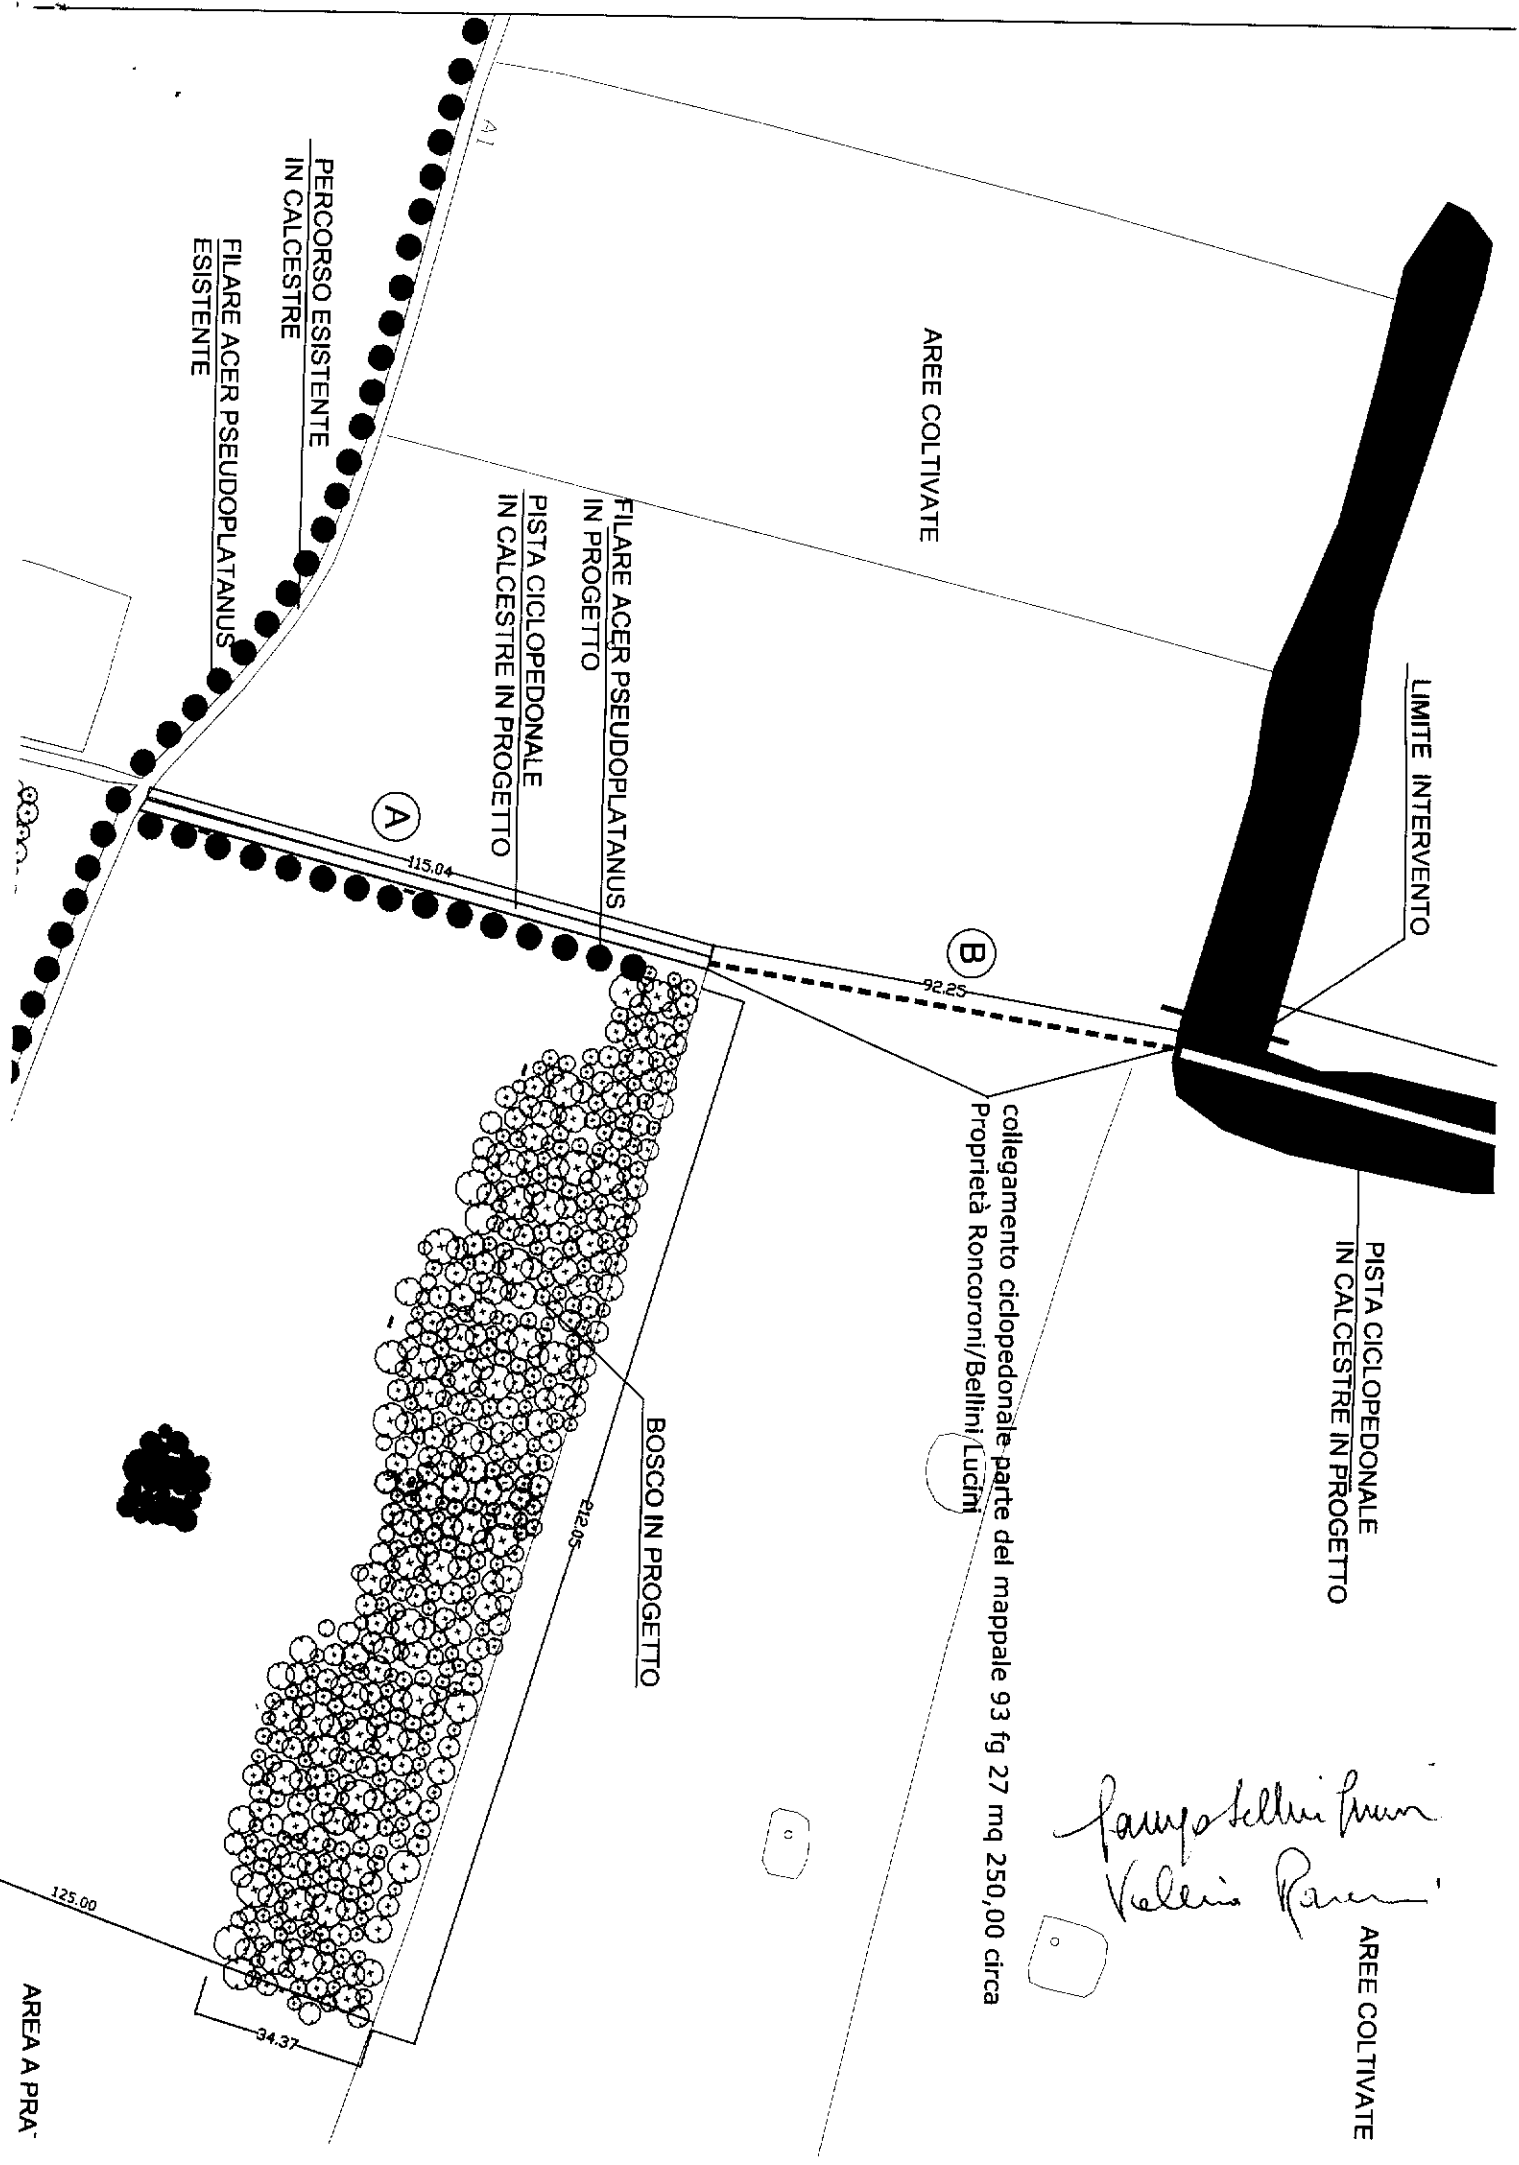 AREE COLTIVATE
LIMITE INTERVENTO
PISTA CICLOPEDONALE
IN CALCESTRE IN PROGETTO
AREE COLTIVATE
B
92.25
collegamento ciclopedonale parte del mappale 93 fg 27 mq 250,00 circa
Proprietà Roncoroni/Bellini Lucini
FILARE ACER PSEUDOPLATANUS
IN PROGETTO
PISTA CICLOPEDONALE
IN CALCESTRE IN PROGETTO
A
115.04
BOSCO IN PROGETTO
212.05
PERCORSO ESISTENTE
IN CALCESTRE
FILARE ACER PSEUDOPLATANUS
ESISTENTE
34.37
125.00
AREA A PRA